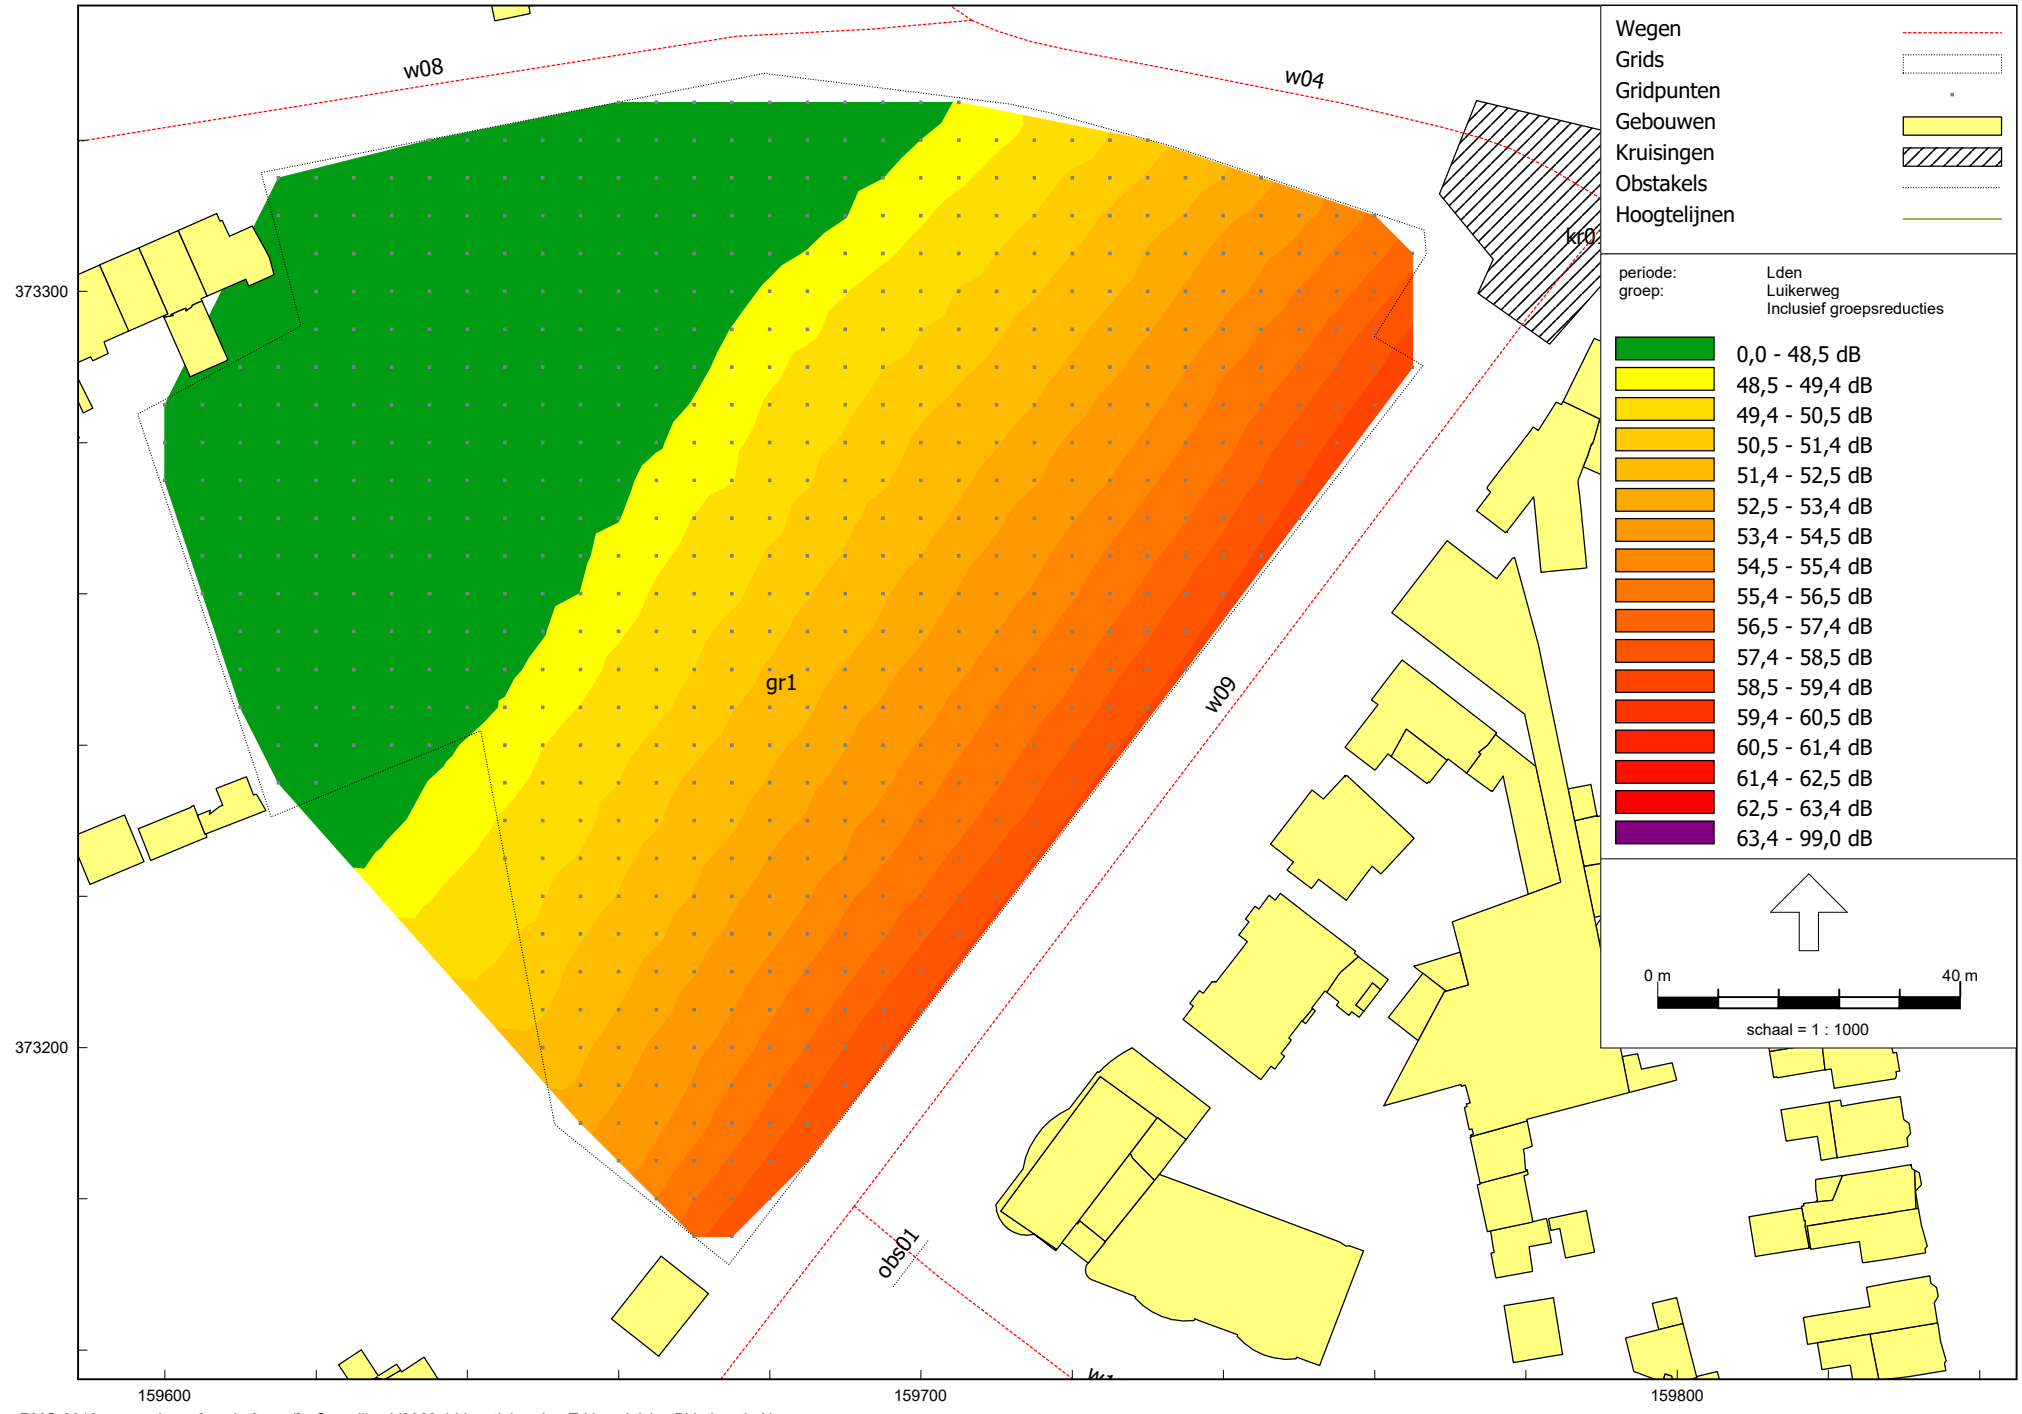 Wegen
Grids
Gridpunten
Gebouwen
Kruisingen
Obstakels
Hoogtelijnen
periode: Lden
groep: Luikerweg
Inclusief groepsreducties
0,0 - 48,5 dB
48,5 - 49,4 dB
49,4 - 50,5 dB
50,5 - 51,4 dB
51,4 - 52,5 dB
52,5 - 53,4 dB
53,4 - 54,5 dB
54,5 - 55,4 dB
55,4 - 56,5 dB
56,5 - 57,4 dB
57,4 - 58,5 dB
58,5 - 59,4 dB
59,4 - 60,5 dB
60,5 - 61,4 dB
61,4 - 62,5 dB
62,5 - 63,4 dB
63,4 - 99,0 dB
0 m 40 m
schaal = 1 : 1000
w08
w04
gr1
w09
obs01
373300
373200
159600 159700 159800